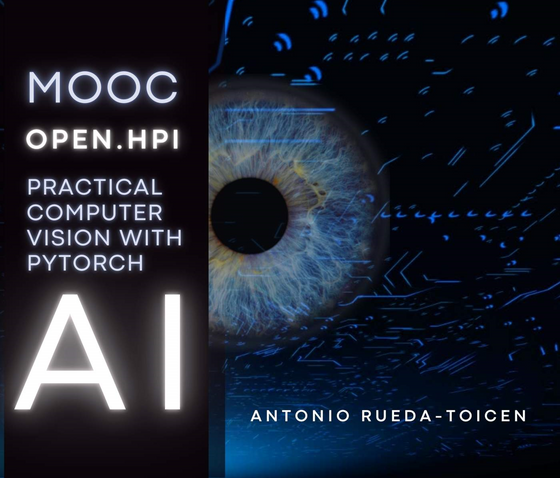 MOOC
OPEN.HPI
PRACTICAL
COMPUTER
VISION WITH
PYTORCH
AI
ANTONIO RUEDA-TOICEN